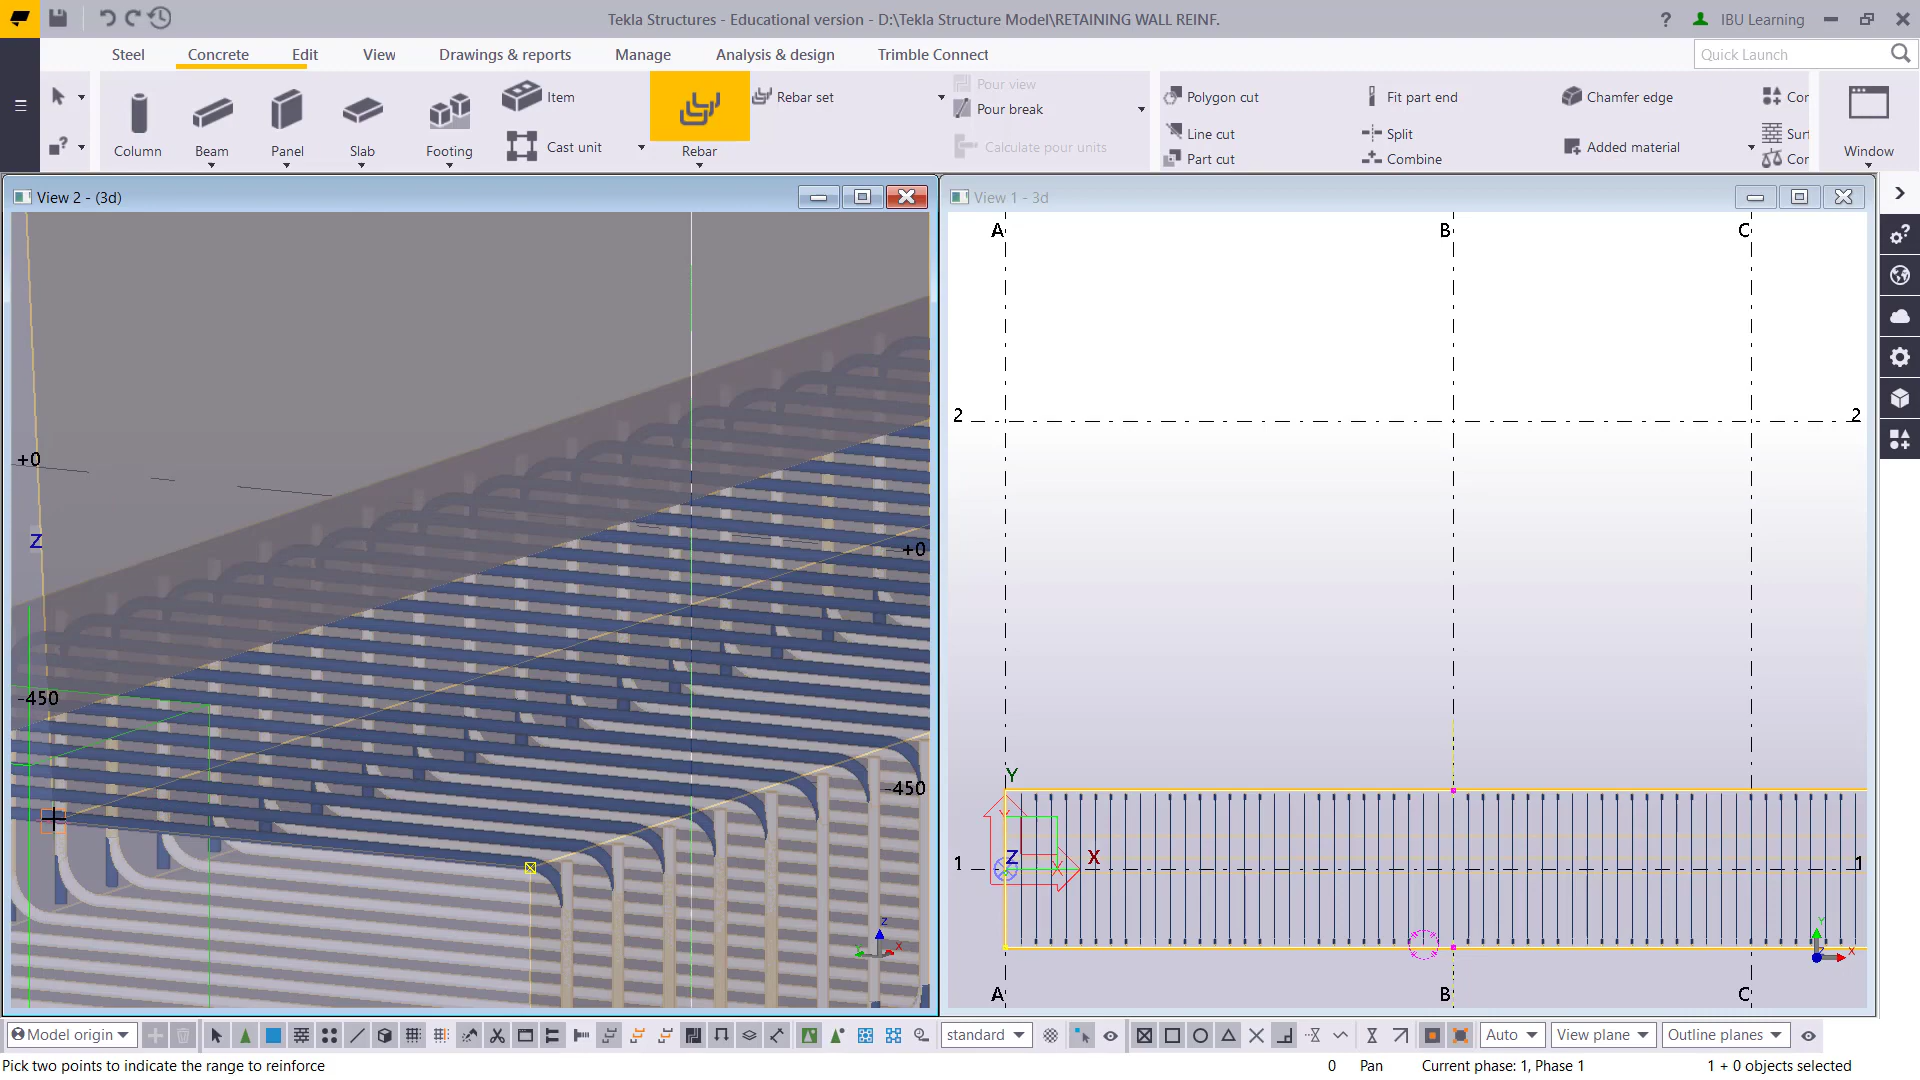 Tekla Structures - Educational version - D:\Tekla Structure Model\RETAINING WALL REINF.
? IBU Learning
Steel Concrete Edit View Drawings & reports Manage Analysis & design Trimble Connect
Quick Launch
Column
Beam
Panel
Slab
Footing
Item
Cast unit
Rebar
Rebar set
Pour view
Pour break
Calculate pour units
Polygon cut
Line cut
Part cut
Fit part end
Split
Combine
Chamfer edge
Added material
Cor
Surf
Cor
Window
View 2 - (3d)
+0
Z
-450
+0
-450
Z
X
View 1 - 3d
A B C
2 2
Y
Y
1 Z X X 1
Y
Z X
A B C
Model origin
standard
Auto
View plane
Outline planes
Pick two points to indicate the range to reinforce
0 Pan Current phase: 1, Phase 1 1 + 0 objects selected